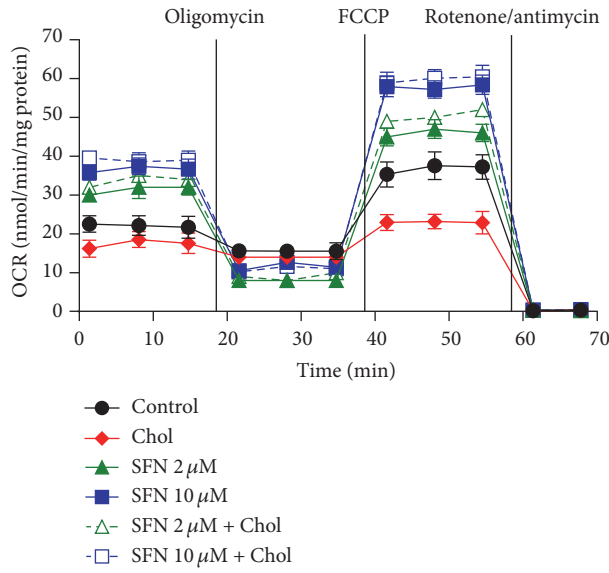 Oligomycin FCCP Rotenone/antimycin
70
60
50
40
30
20
10
0
OCR (nmol/min/mg protein)
0 10 20 30 40 50 60 70
Time (min)
Control
Chol
SFN 2 μM
SFN 10 μM
SFN 2 μM + Chol
SFN 10 μM + Chol